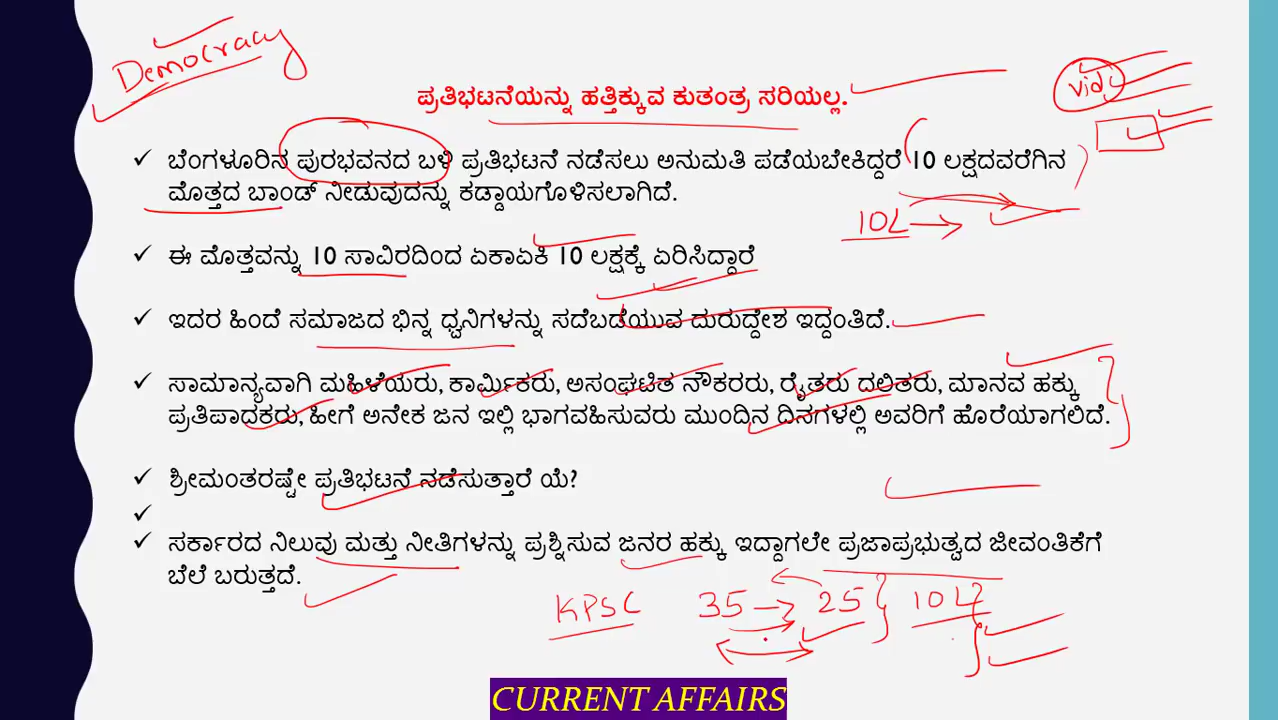 Democracy
ಪ್ರತಿಭಟನೆಯನ್ನು ಹತ್ತಿಕ್ಕುವ ಕುತಂತ್ರ ಸರಿಯಲ್ಲ.
ಬೆಂಗಳೂರಿನ ಪುರಭವನದ ಬಳಿ ಪ್ರತಿಭಟನೆ ನಡೆಸಲು ಅನುಮತಿ ಪಡೆಯಬೇಕಿದ್ದರೆ 10 ಲಕ್ಷದವರೆಗಿನ
ಮೊತ್ತದ ಬಾಂಡ್ ನೀಡುವುದನ್ನು ಕಡ್ಡಾಯಗೊಳಿಸಲಾಗಿದೆ.
10L
ಈ ಮೊತ್ತವನ್ನು 10 ಸಾವಿರದಿಂದ ಏಕಾಏಕಿ 10 ಲಕ್ಷಕ್ಕೆ ಏರಿಸಿದ್ದಾರೆ
ಇದರ ಹಿಂದೆ ಸಮಾಜದ ಭಿನ್ನ ಧ್ವನಿಗಳನ್ನು ಸದೆಬಡೆಯುವ ದುರುದ್ದೇಶ ಇದ್ದಂತಿದೆ.
ಸಾಮಾನ್ಯವಾಗಿ ಮಹಿಳೆಯರು, ಕಾರ್ಮಿಕರು, ಅಸಂಘಟಿತ ನೌಕರರು, ರೈತರು ದಲಿತರು, ಮಾನವ ಹಕ್ಕು
ಪ್ರತಿಪಾದಕರು, ಹೀಗೆ ಅನೇಕ ಜನ ಇಲ್ಲಿ ಭಾಗವಹಿಸುವರು ಮುಂದಿನ ದಿನಗಳಲ್ಲಿ ಅವರಿಗೆ ಹೊರೆಯಾಗಲಿದೆ.
ಶ್ರೀಮಂತರಷ್ಟೇ ಪ್ರತಿಭಟನೆ ನಡೆಸುತ್ತಾರೆ ಯೆ?
ಸರ್ಕಾರದ ನಿಲುವು ಮತ್ತು ನೀತಿಗಳನ್ನು ಪ್ರಶ್ನಿಸುವ ಜನರ ಹಕ್ಕು ಇದ್ದಾಗಲೇ ಪ್ರಜಾಪ್ರಭುತ್ವದ ಜೀವಂತಿಕೆಗೆ
ಬೆಲೆ ಬರುತ್ತದೆ.
KPSC 35 → 25 10L
CURRENT AFFAIRS